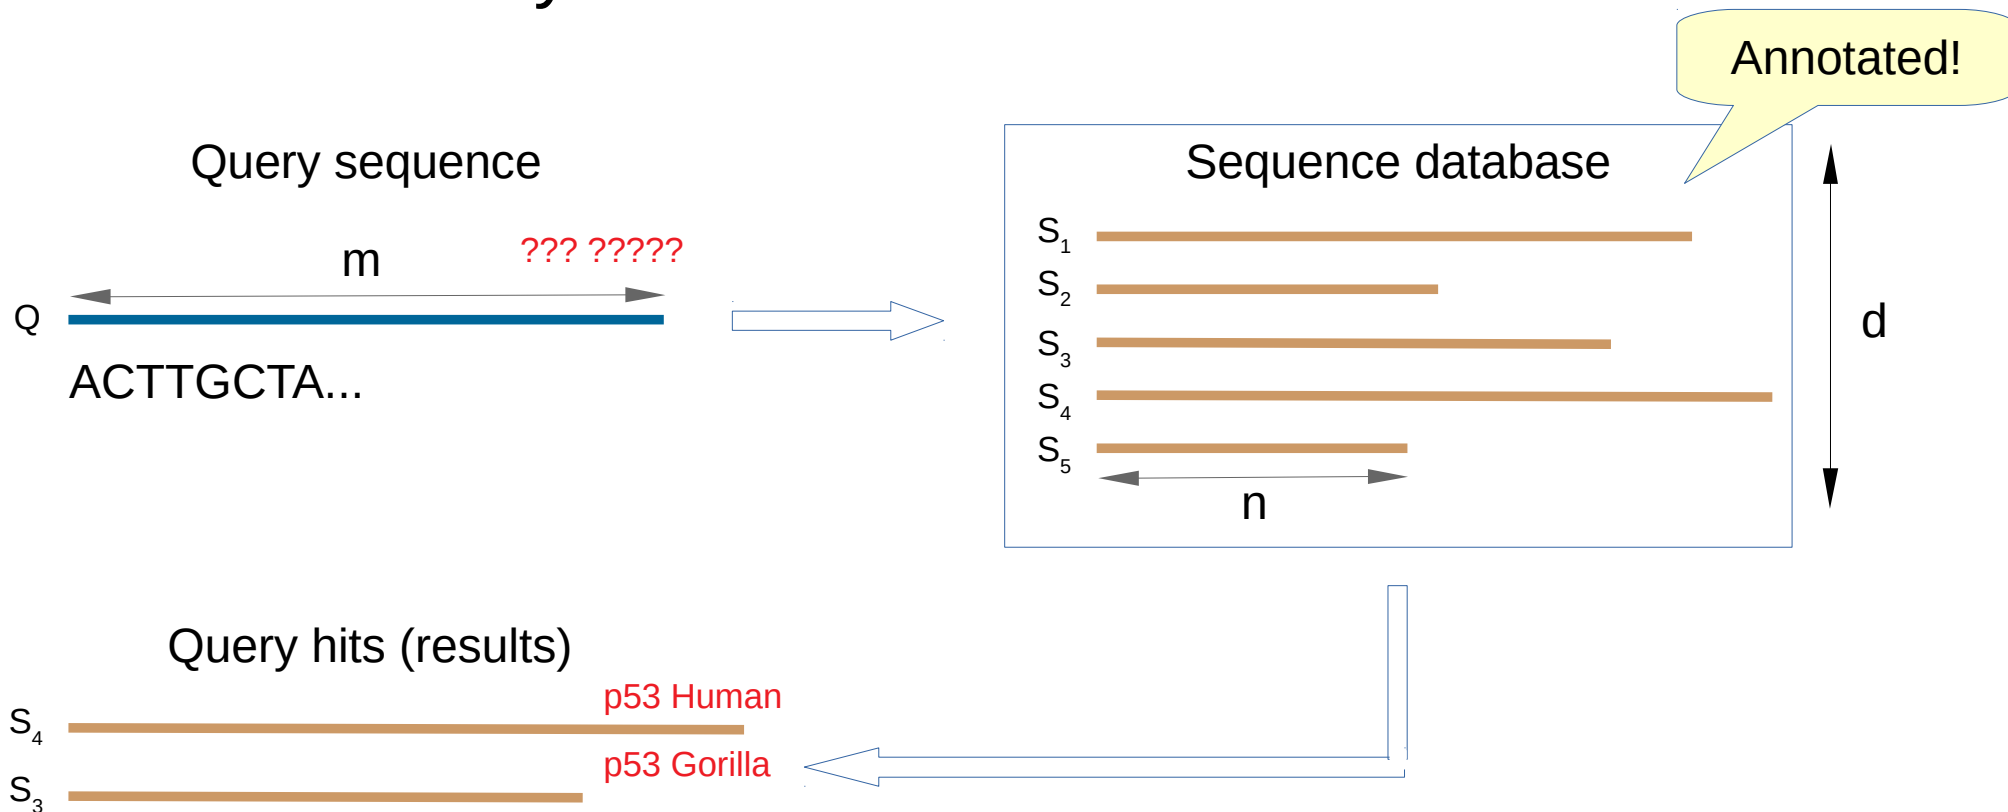 Annotated!
Query sequence
Sequence database
m
??? ?????
Q
ACTTGCTA...
S1
S2
S3
S4
S5
n
d
Query hits (results)
p53 Human
S4
p53 Gorilla
S3